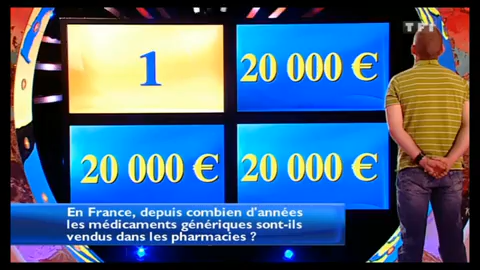 TF1
1
20 000 €
20 000 €
20 000 €
En France, depuis combien d'années
les médicaments génériques sont-ils
vendus dans les pharmacies ?